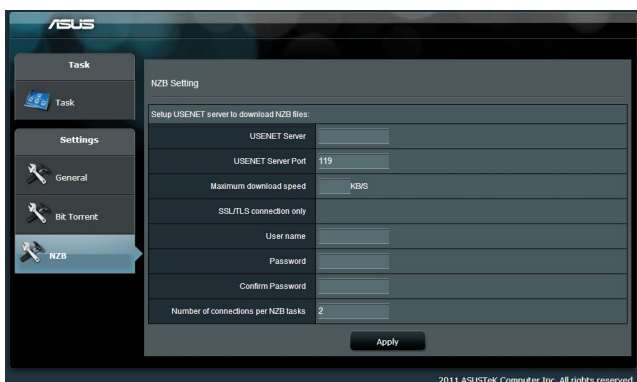 ASUS
Task
Task
Settings
General
Bit Torrent
NZB
NZB Setting
Setup USENET server to download NZB files:
USENET Server
USENET Server Port 119
Maximum download speed KB/S
SSL/TLS connection only
User name
Password
Confirm Password
Number of connections per NZB tasks 2
Apply
2011 ASUSTeK Computer Inc. All rights reserved